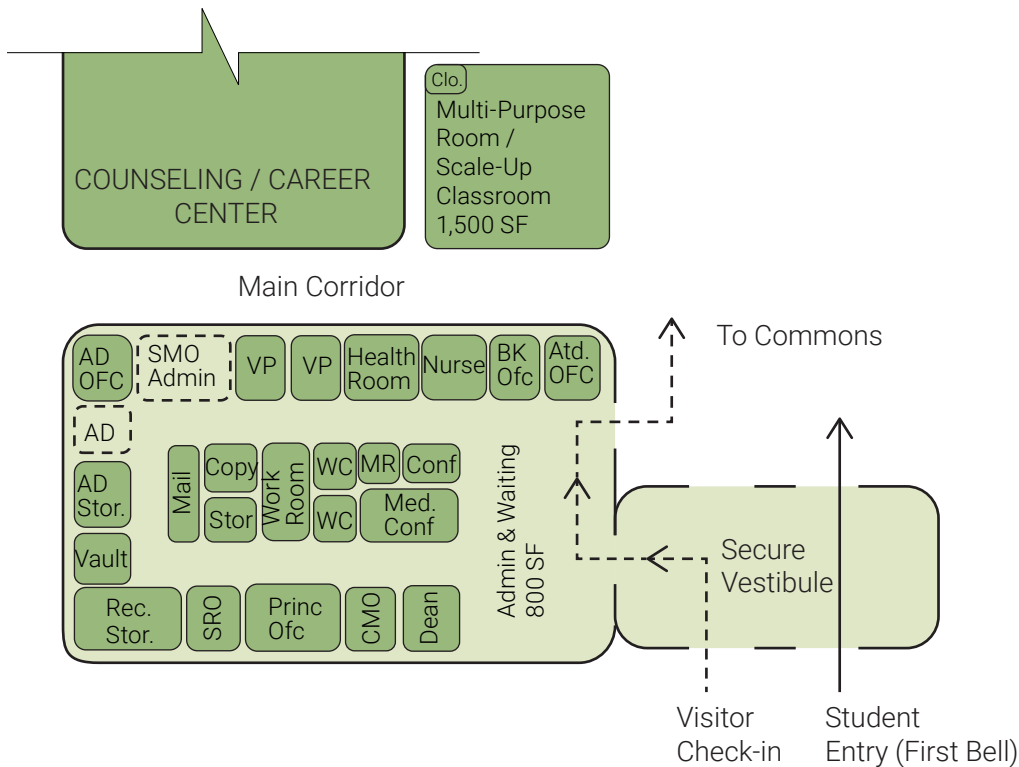 Clo.
Multi-Purpose
Room /
Scale-Up
Classroom
1,500 SF
COUNSELING / CAREER
CENTER
Main Corridor
To Commons
AD
OFC
SMO
Admin
VP
VP
Health
Room
Nurse
BK
Ofc
Atd.
OFC
AD
AD
Stor.
Vault
Mail
Copy
Stor
Work
Room
WC
WC
MR
Conf
Med.
Conf
Admin & Waiting
800 SF
Secure
Vestibule
Rec.
Stor.
SRO
Princ
Ofc
CMO
Dean
Visitor
Check-in
Student
Entry (First Bell)